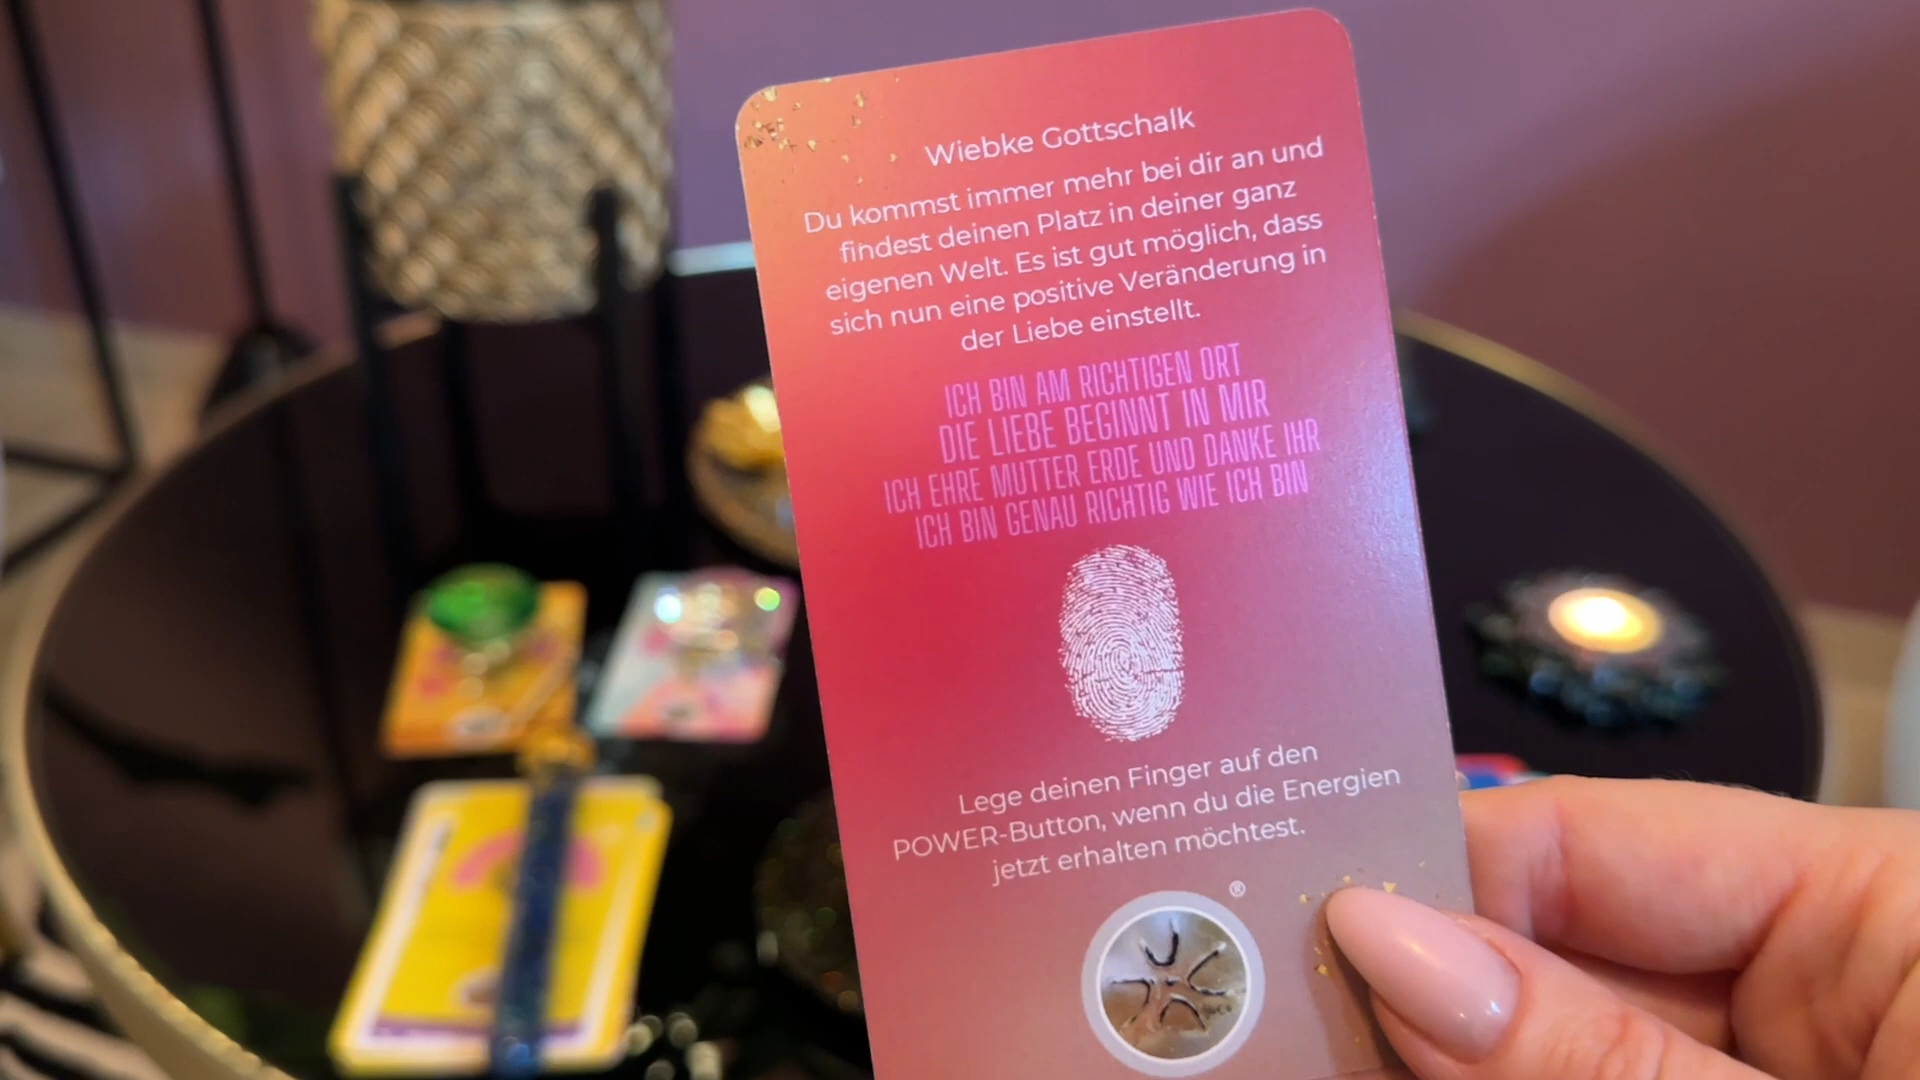 Wiebke Gottschalk
Du kommst immer mehr bei dir an und
findest deinen Platz in deiner ganz
eigenen Welt. Es ist gut möglich, dass
sich nun eine positive Veränderung in
der Liebe einstellt.
ICH BIN AM RICHTIGEN ORT
DIE LIEBE BEGINNT IN MIR
ICH EHRE MUTTER ERDE UND DANKE IHR
ICH BIN GENAU RICHTIG WIE ICH BIN
Lege deinen Finger auf den
POWER-Button, wenn du die Energien
jetzt erhalten möchtest.
®